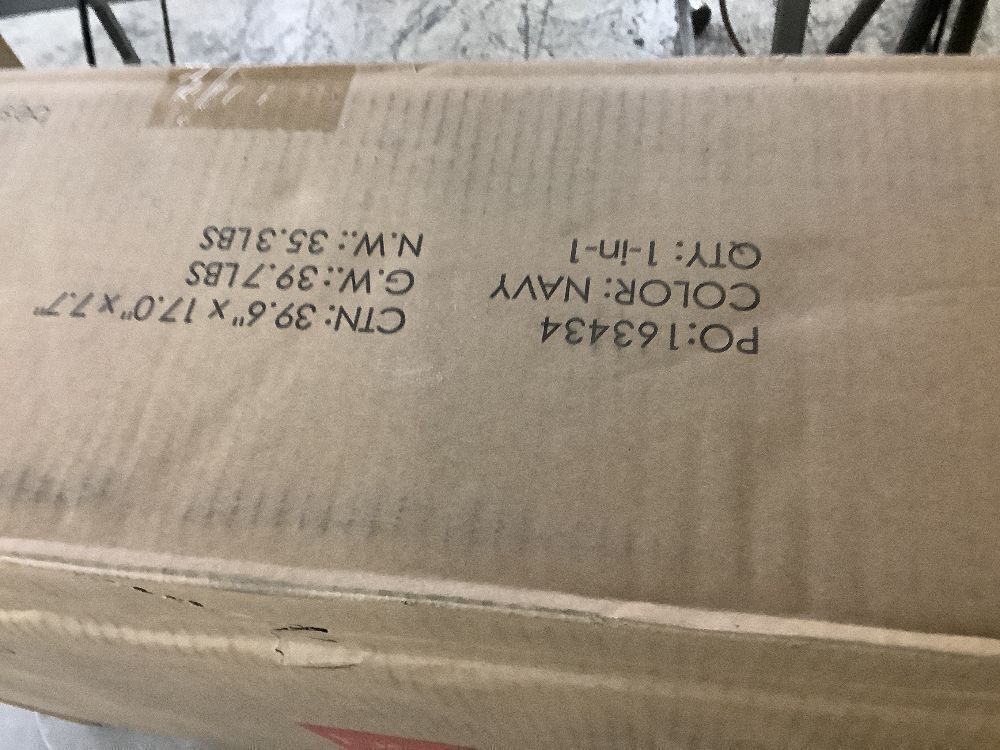 PO:163434
COLOR: NAVY
QTY: 1-in-1
CTN: 39.6" x 17.0" x 7.7"
G.W.:39.7LBS
N.W.: 35.3LBS